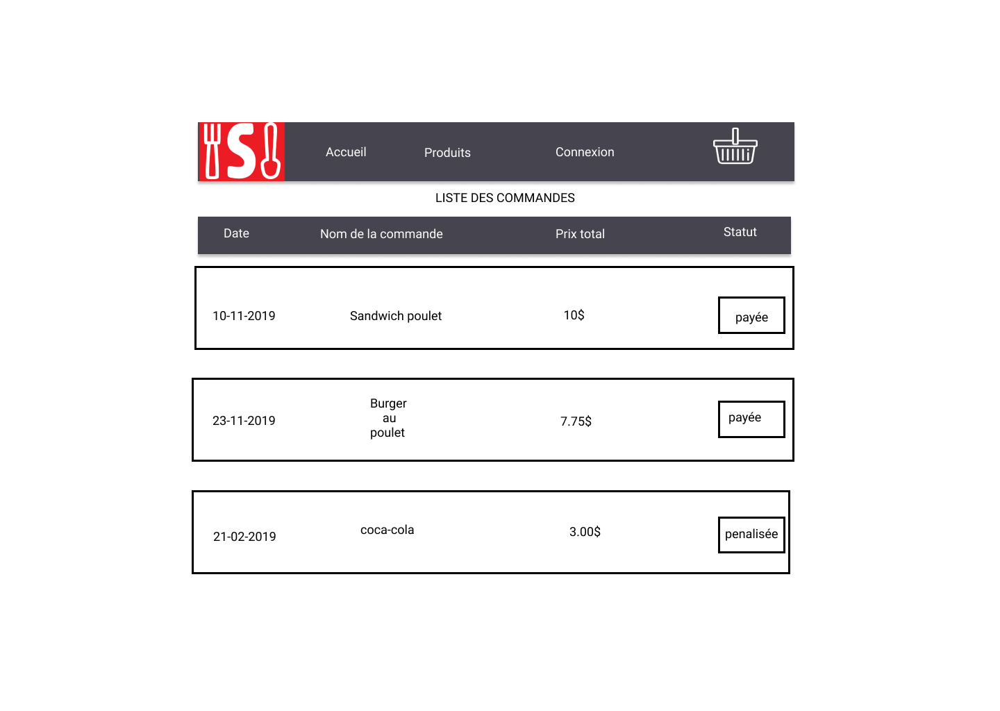 S
Accueil
Produits
Connexion
LISTE DES COMMANDES
Date
Nom de la commande
Prix total
Statut
10-11-2019
Sandwich poulet
10$
payée
23-11-2019
Burger
au
poulet
7.75$
payée
21-02-2019
coca-cola
3.00$
penalisée